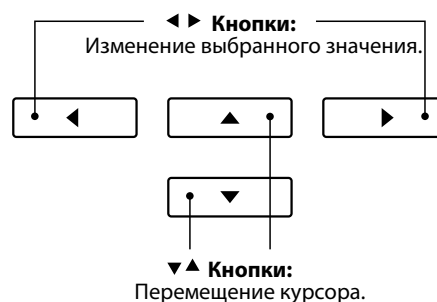 ◀ ▶ Кнопки:
Изменение выбранного значения.
▼▲ Кнопки:
Перемещение курсора.